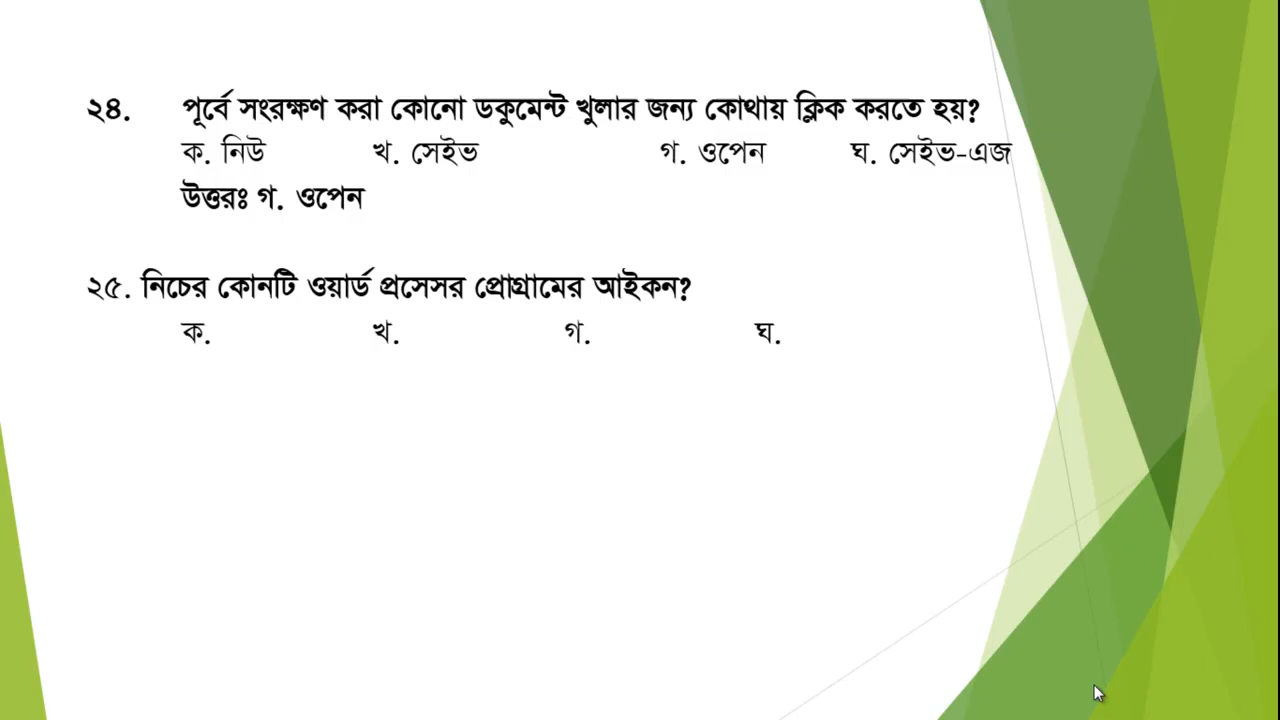 ২৪. পূর্বে সংরক্ষণ করা কোনো ডকুমেন্ট খুলার জন্য কোথায় ক্লিক করতে হয়?
ক. নিউ খ. সেইভ গ. ওপেন ঘ. সেইভ-এজ
উত্তরঃ গ. ওপেন
২৫. নিচের কোনটি ওয়ার্ড প্রসেসর প্রোগ্রামের আইকন?
ক. খ. গ. ঘ.